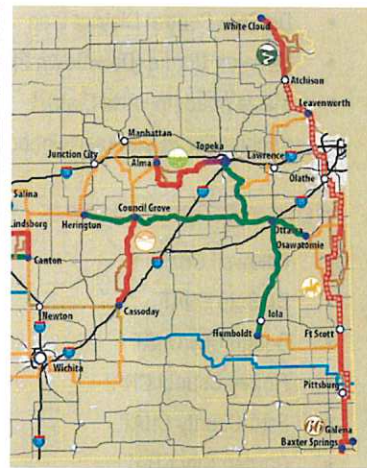 White Cloud
Atchison
Leavenworth
Manhattan
Topeka
Junction City
Alma
Lawrence
Olathe
Salina
Council Grove
Lindsborg
Herington
Ottawa
Osawatomie
Canton
Iola
Newton
Cassoday
Humboldt
Ft Scott
Wichita
Pittsburg
66
Galena
Baxter Springs